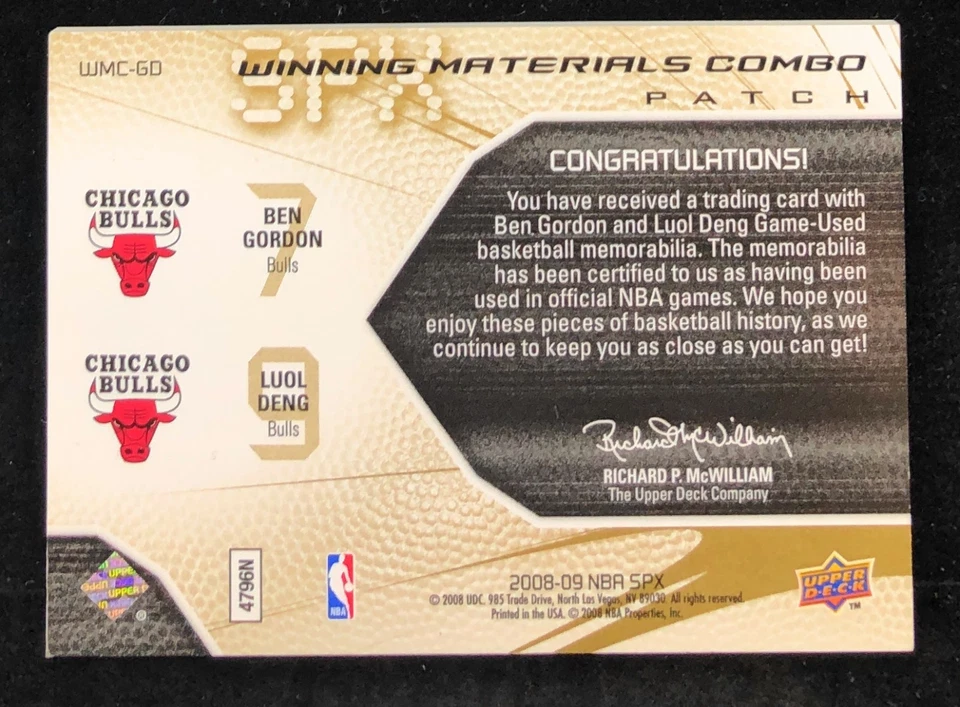 WMC-GD
SPX
WINNING MATERIALS COMBO
PATCH
CHICAGO
BULLS
7
BEN
GORDON
Bulls
CHICAGO
BULLS
9
LUOL
DENG
Bulls
CONGRATULATIONS!
You have received a trading card with
Ben Gordon and Luol Deng Game-Used
basketball memorabilia. The memorabilia
has been certified to us as having been
used in official NBA games. We hope you
enjoy these pieces of basketball history, as we
continue to keep you as close as you can get!
Richard McWilliam
RICHARD P. McWILLIAM
The Upper Deck Company
UPPER
®
4796N
NBA
2008-09 NBA SPX
© 2008 UDC. 985 Trade Drive, North Las Vegas, NV 89030. All rights reserved.
Printed in the USA. © 2008 NBA Properties, Inc.
UPPER
D·E·C·K
TM